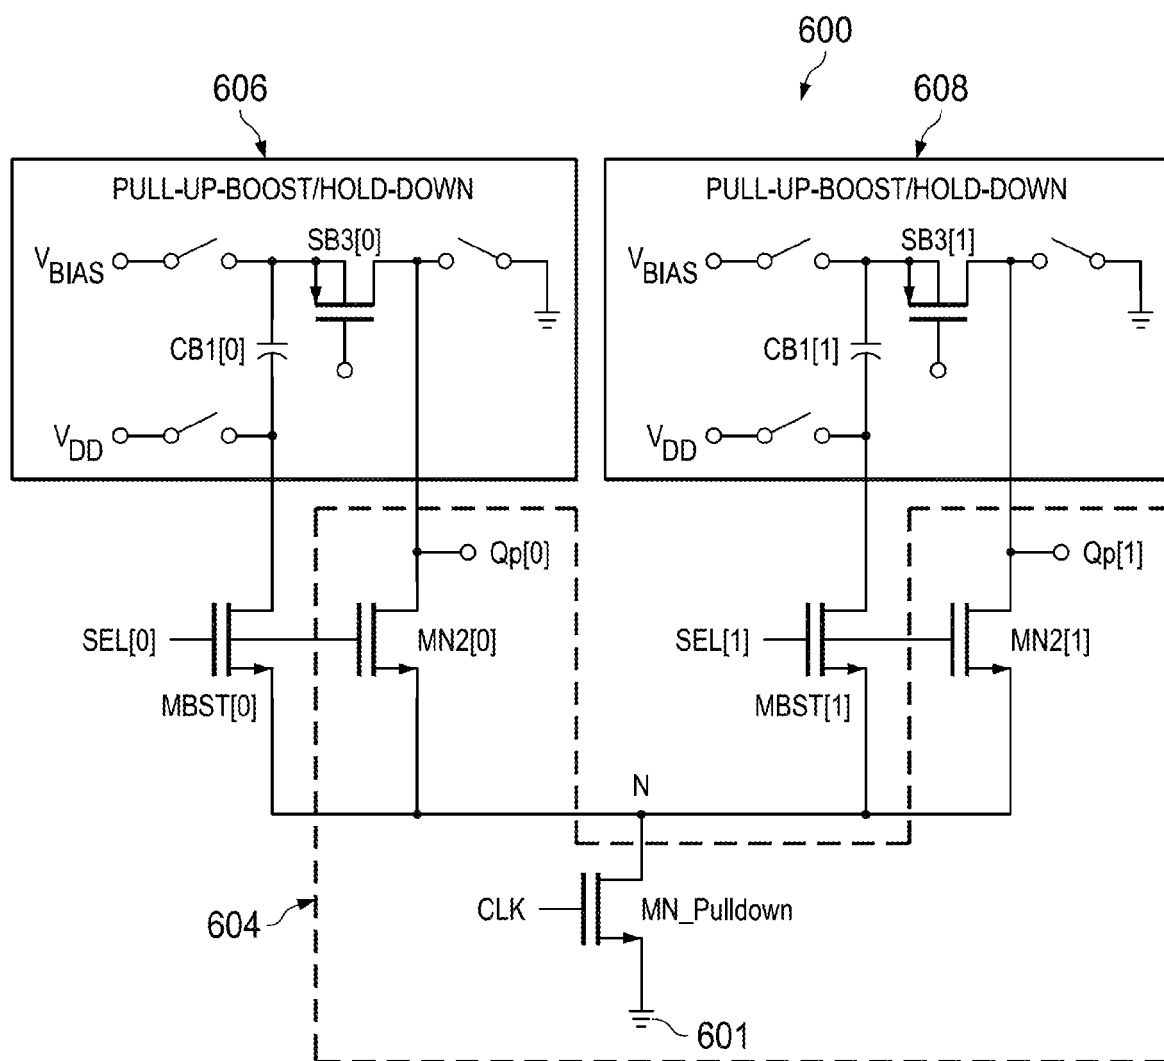 600
606
608
PULL-UP-BOOST/HOLD-DOWN
PULL-UP-BOOST/HOLD-DOWN
SB3[0]
SB3[1]
VBIAS
VBIAS
CB1[0]
CB1[1]
VDD
VDD
Qp[0]
Qp[1]
SEL[0]
MN2[0]
SEL[1]
MN2[1]
MBST[0]
MBST[1]
N
CLK
MN_Pulldown
604
601